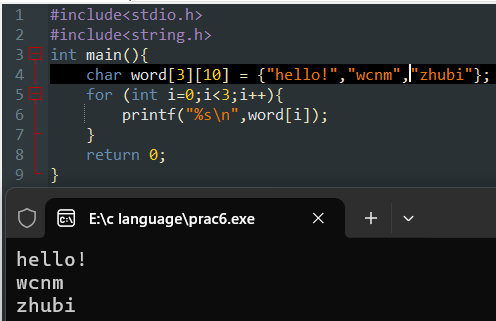 1 #include<stdio.h>
2 #include<string.h>
3 int main(){
4     char word[3][10] = {"hello!","wcnm","zhubi"};
5     for (int i=0;i<3;i++){
6         printf("%s\n",word[i]);
7     }
8     return 0;
9 }
E:\c language\prac6.exe
hello!
wcnm
zhubi